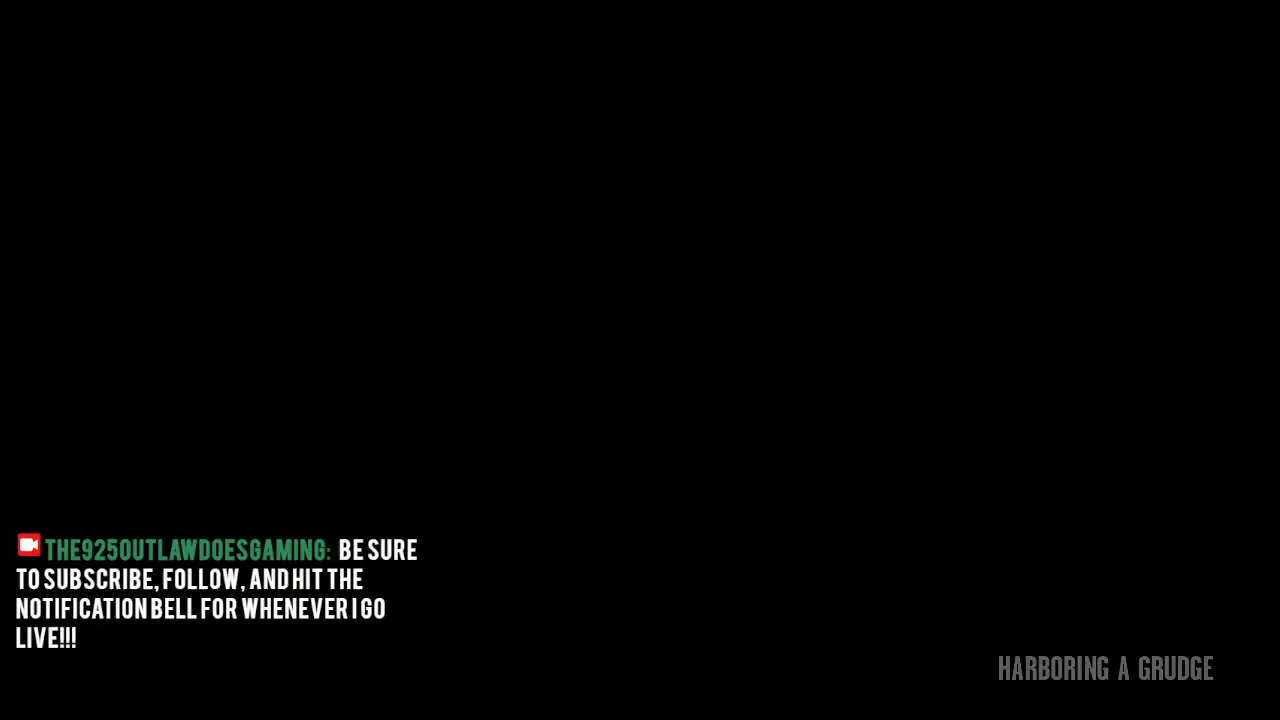 THE925OUTLAWDOESGAMING: BE SURE
TO SUBSCRIBE, FOLLOW, AND HIT THE
NOTIFICATION BELL FOR WHENEVER I GO
LIVE!!!
HARBORING A GRUDGE